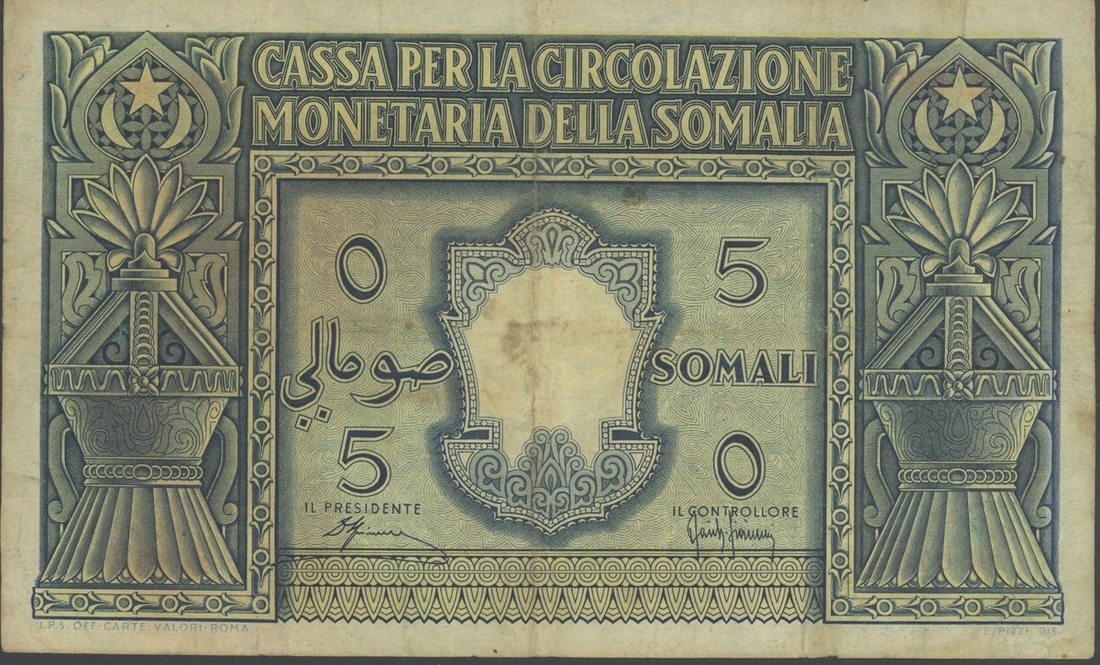 CASSA PER LA CIRCOLAZIONE
MONETARIA DELLA SOMALIA
0
5
صومالي
SOMALI
5
0
IL PRESIDENTE
IL CONTROLLORE
I.P.S. OFF-CARTE-VALORI-ROMA
E. PIZZI DIS.